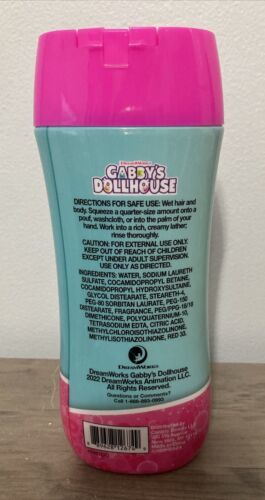 DREAMWORKS
GABBY'S
DOLLHOUSE
DIRECTIONS FOR SAFE USE: Wet hair and
body. Squeeze a quarter-size amount onto a
pouf, washcloth, or into the palm of your
hand. Work into a rich, creamy lather;
rinse thoroughly.
CAUTION: FOR EXTERNAL USE ONLY.
KEEP OUT OF REACH OF CHILDREN
EXCEPT UNDER ADULT SUPERVISION.
USE ONLY AS DIRECTED.
INGREDIENTS: WATER, SODIUM LAURETH
SULFATE, COCAMIDOPROPYL BETAINE,
COCAMIDOPROPYL HYDROXYSULTAINE,
GLYCOL DISTEARATE, STEARETH-4,
PEG-80 SORBITAN LAURATE, PEG-150
DISTEARATE, FRAGRANCE, PEG/PPG-18/18
DIMETHICONE, POLYQUATERNIUM-10,
TETRASODIUM EDTA, CITRIC ACID,
METHYLCHLOROISOTHIAZOLINONE,
METHYLISOTHIAZOLINONE, RED 33.
DREAMWORKS
DreamWorks Gabby's Dollhouse
2022 DreamWorks Animation LLC.
All Rights Reserved.
Questions or Comments?